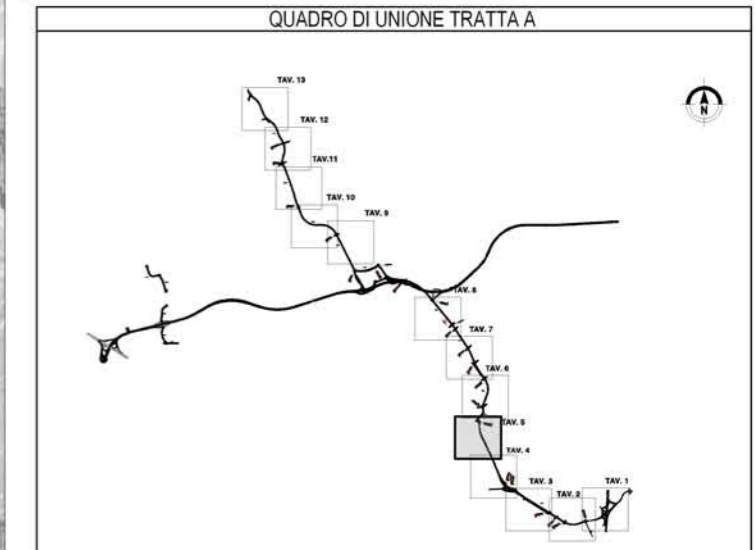 QUADRO DI UNIONE TRATTA A
TAV. 13
TAV. 12
TAV.11
TAV. 10
TAV. 9
N
TAV. 8
TAV. 7
TAV. 6
TAV. 5
TAV. 4
TAV. 3
TAV. 2
TAV. 1